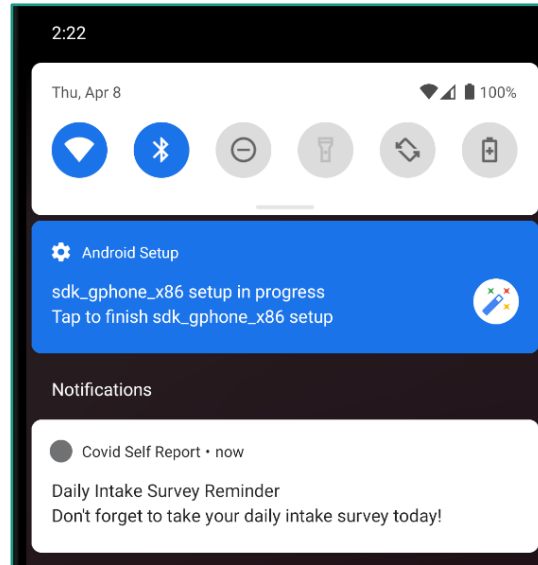 2:22
Thu, Apr 8 100%
Android Setup
sdk_gphone_x86 setup in progress
Tap to finish sdk_gphone_x86 setup
Notifications
Covid Self Report • now
Daily Intake Survey Reminder
Don't forget to take your daily intake survey today!